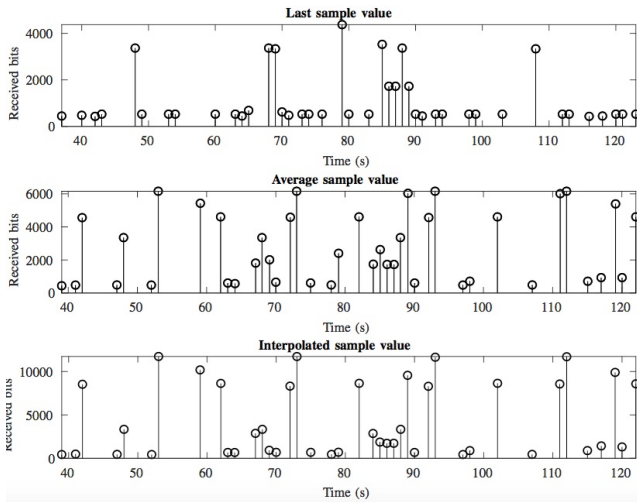 Last sample value
4000
2000
0
Received bits
40 50 60 70 80 90 100 110 120
Time (s)
Average sample value
6000
4000
2000
0
Received bits
40 50 60 70 80 90 100 110 120
Time (s)
Interpolated sample value
10000
5000
0
Received bits
40 50 60 70 80 90 100 110 120
Time (s)